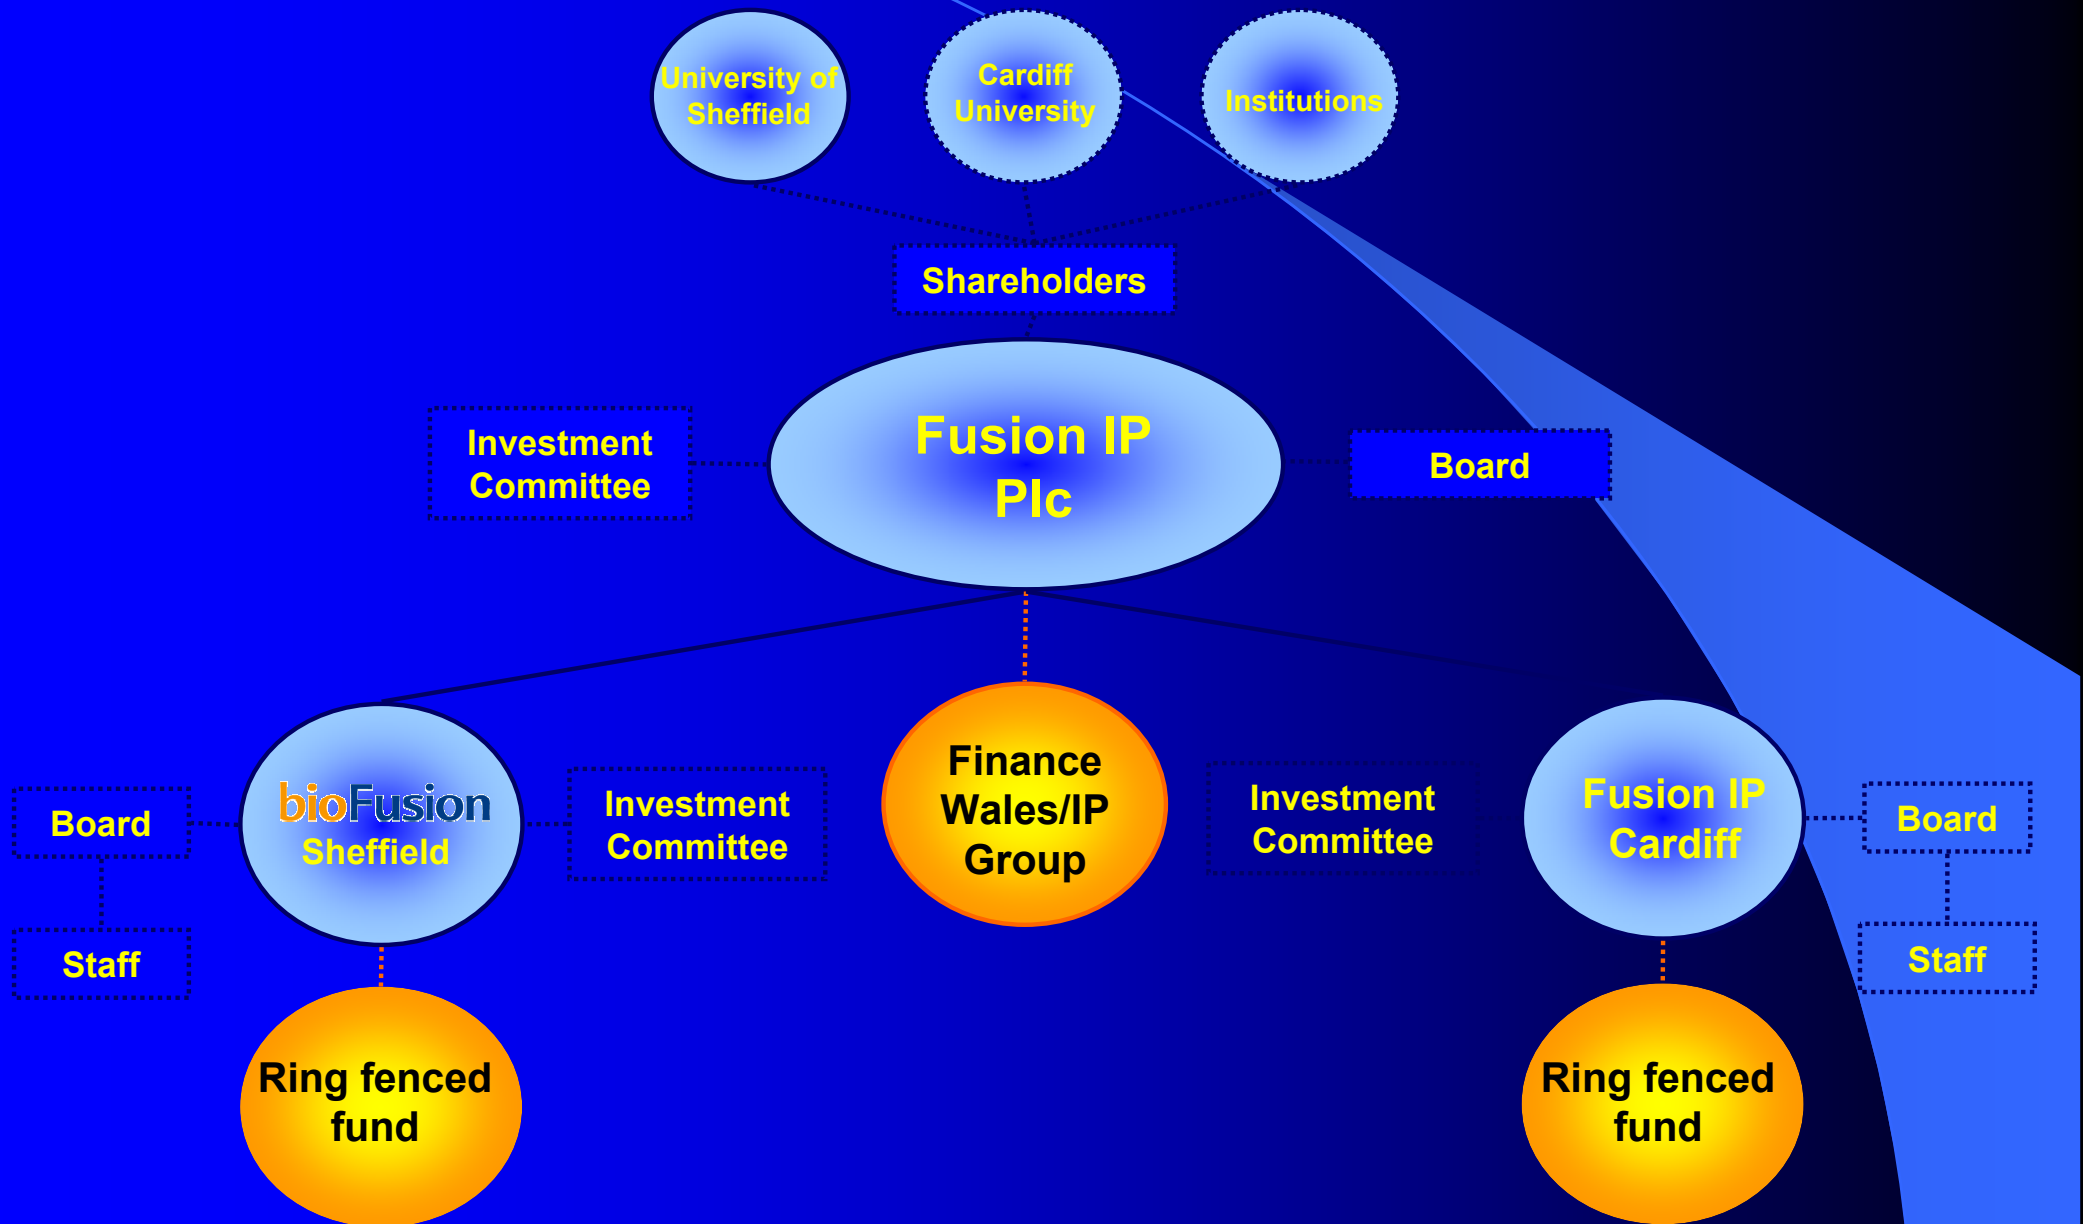 University of
Sheffield
Cardiff
University
Institutions
Shareholders
Investment
Committee
Fusion IP
Plc
Board
Board
Staff
bioFusion
Sheffield
Investment
Committee
Finance
Wales/IP
Group
Investment
Committee
Fusion IP
Cardiff
Board
Staff
Ring fenced
fund
Ring fenced
fund